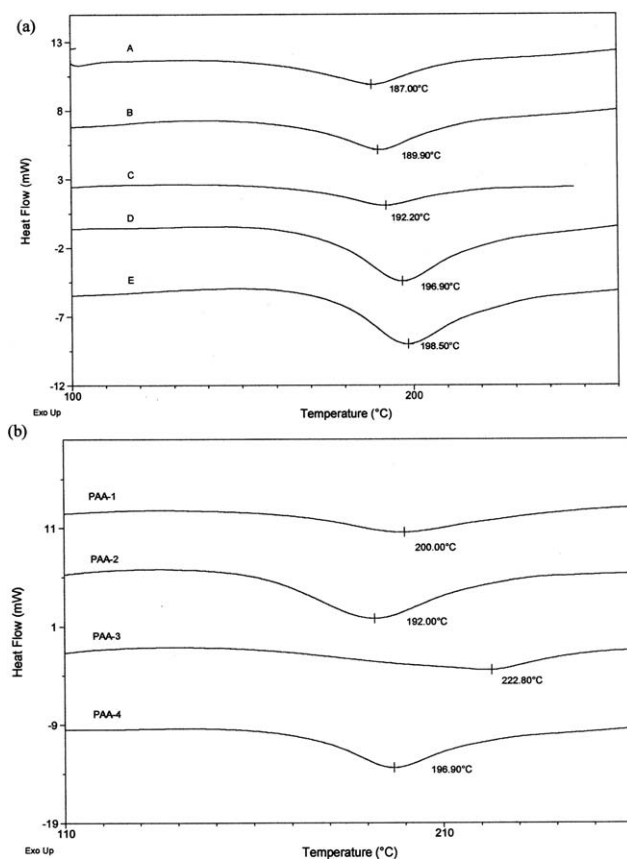 (a)
13
A
187.00°C
8
B
189.90°C
3
C
192.20°C
D
-2
196.90°C
E
-7
198.50°C
-12
100
200
Exo Up
Temperature (°C)
Heat Flow (mW)
(b)
PAA-1
11
200.00°C
PAA-2
192.00°C
1
PAA-3
222.80°C
-9
PAA-4
196.90°C
-19
110
210
Exo Up
Temperature (°C)
Heat Flow (mW)